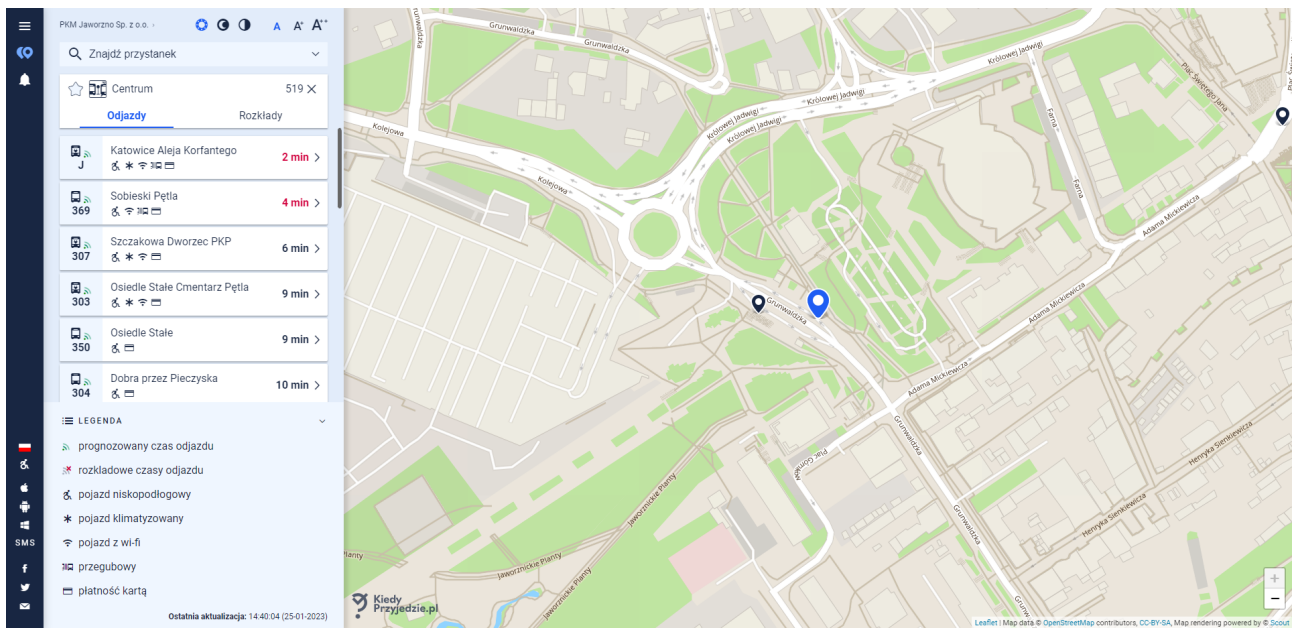 PKM Jaworzno Sp. z o.o.
A A+ A++
Znajdź przystanek
Centrum 519
Odjazdy Rozkłady
J Katowice Aleja Korfantego 2 min
369 Sobieski Pętla 4 min
307 Szczakowa Dworzec PKP 6 min
303 Osiedle Stałe Cmentarz Pętla 9 min
350 Osiedle Stałe 9 min
304 Dobra przez Pieczyska 10 min
LEGENDA
prognozowany czas odjazdu
rozkladowe czasy odjazdu
pojazd niskopodłogowy
pojazd klimatyzowany
pojazd z wi-fi
przegubowy
płatność kartą
Ostatnia aktualizacja: 14:40:04 (25-01-2023)
SMS
Grunwaldzka
Grunwaldzka
Grunwaldzka
Królowej Jadwigi
Królowej Jadwigi
Królowej Jadwigi
Królowej Jadwigi
Plac Świętego Jana
Kolejowa
Kolejowa
Farna
Farna
Adama Mickiewicza
Adama Mickiewicza
Adama Mickiewicza
Grunwaldzka
Grunwaldzka
Grunwaldzka
Plac Górników
Henryka Sienkiewicza
Henryka Sienkiewicza
Jaworznickie Planty
Jaworznickie Planty
Planty
Kiedy
Przyjedzie.pl
+
−
Leaflet | Map data © OpenStreetMap contributors, CC-BY-SA, Map rendering powered by © Scout